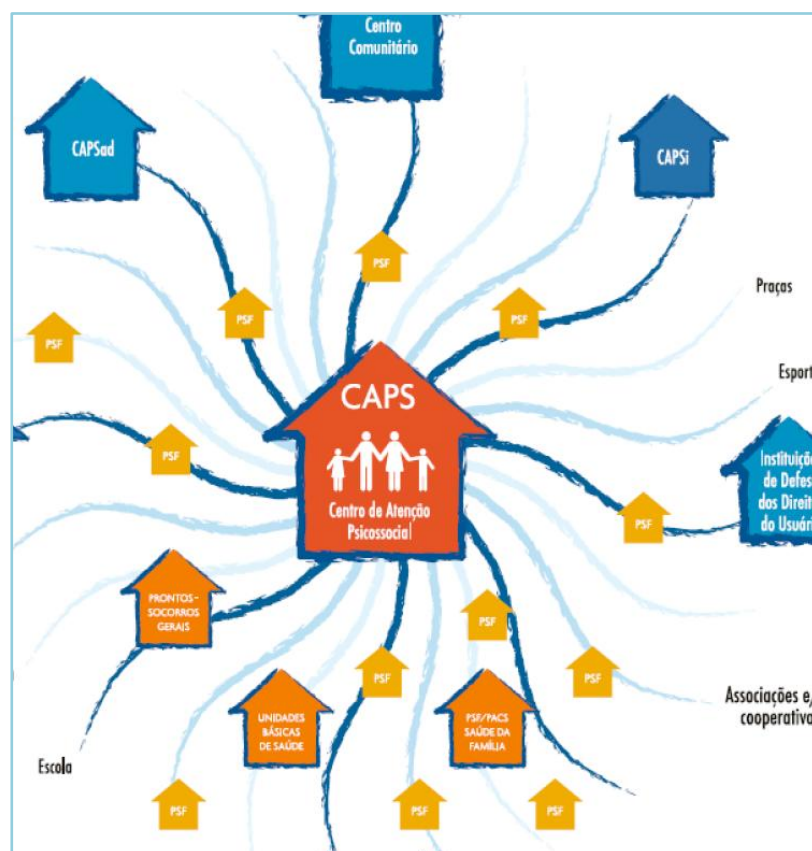 Centro
Comunitário
CAPSad
CAPSi
PSF
PSF
PSF
Praças
PSF
Esport
CAPS
PSF
Instituiçã
de Defes
dos Direit
do Usuári
Centro de Atenção
Psicossocial
PSF
PRONTOS-
SOCORROS
GERAIS
PSF
PSF
PSF
UNIDADES
BÁSICAS
DE SAÚDE
PSF/PACS
SAÚDE DA
FAMÍLIA
Associações e,
cooperativa
Escola
PSF
PSF
PSF